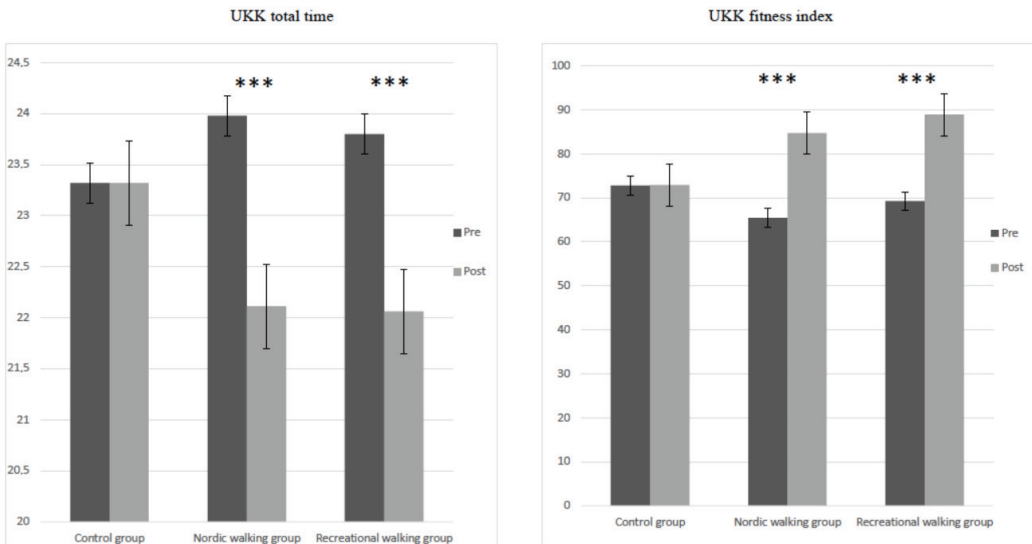 UKK total time
24,5
24
23,5
23
22,5
22
21,5
21
20,5
20
***
***
Pre
Post
Control group
Nordic walking group
Recreational walking group
UKK fitness index
100
90
80
70
60
50
40
30
20
10
0
***
***
Pre
Post
Control group
Nordic walking group
Recreational walking group